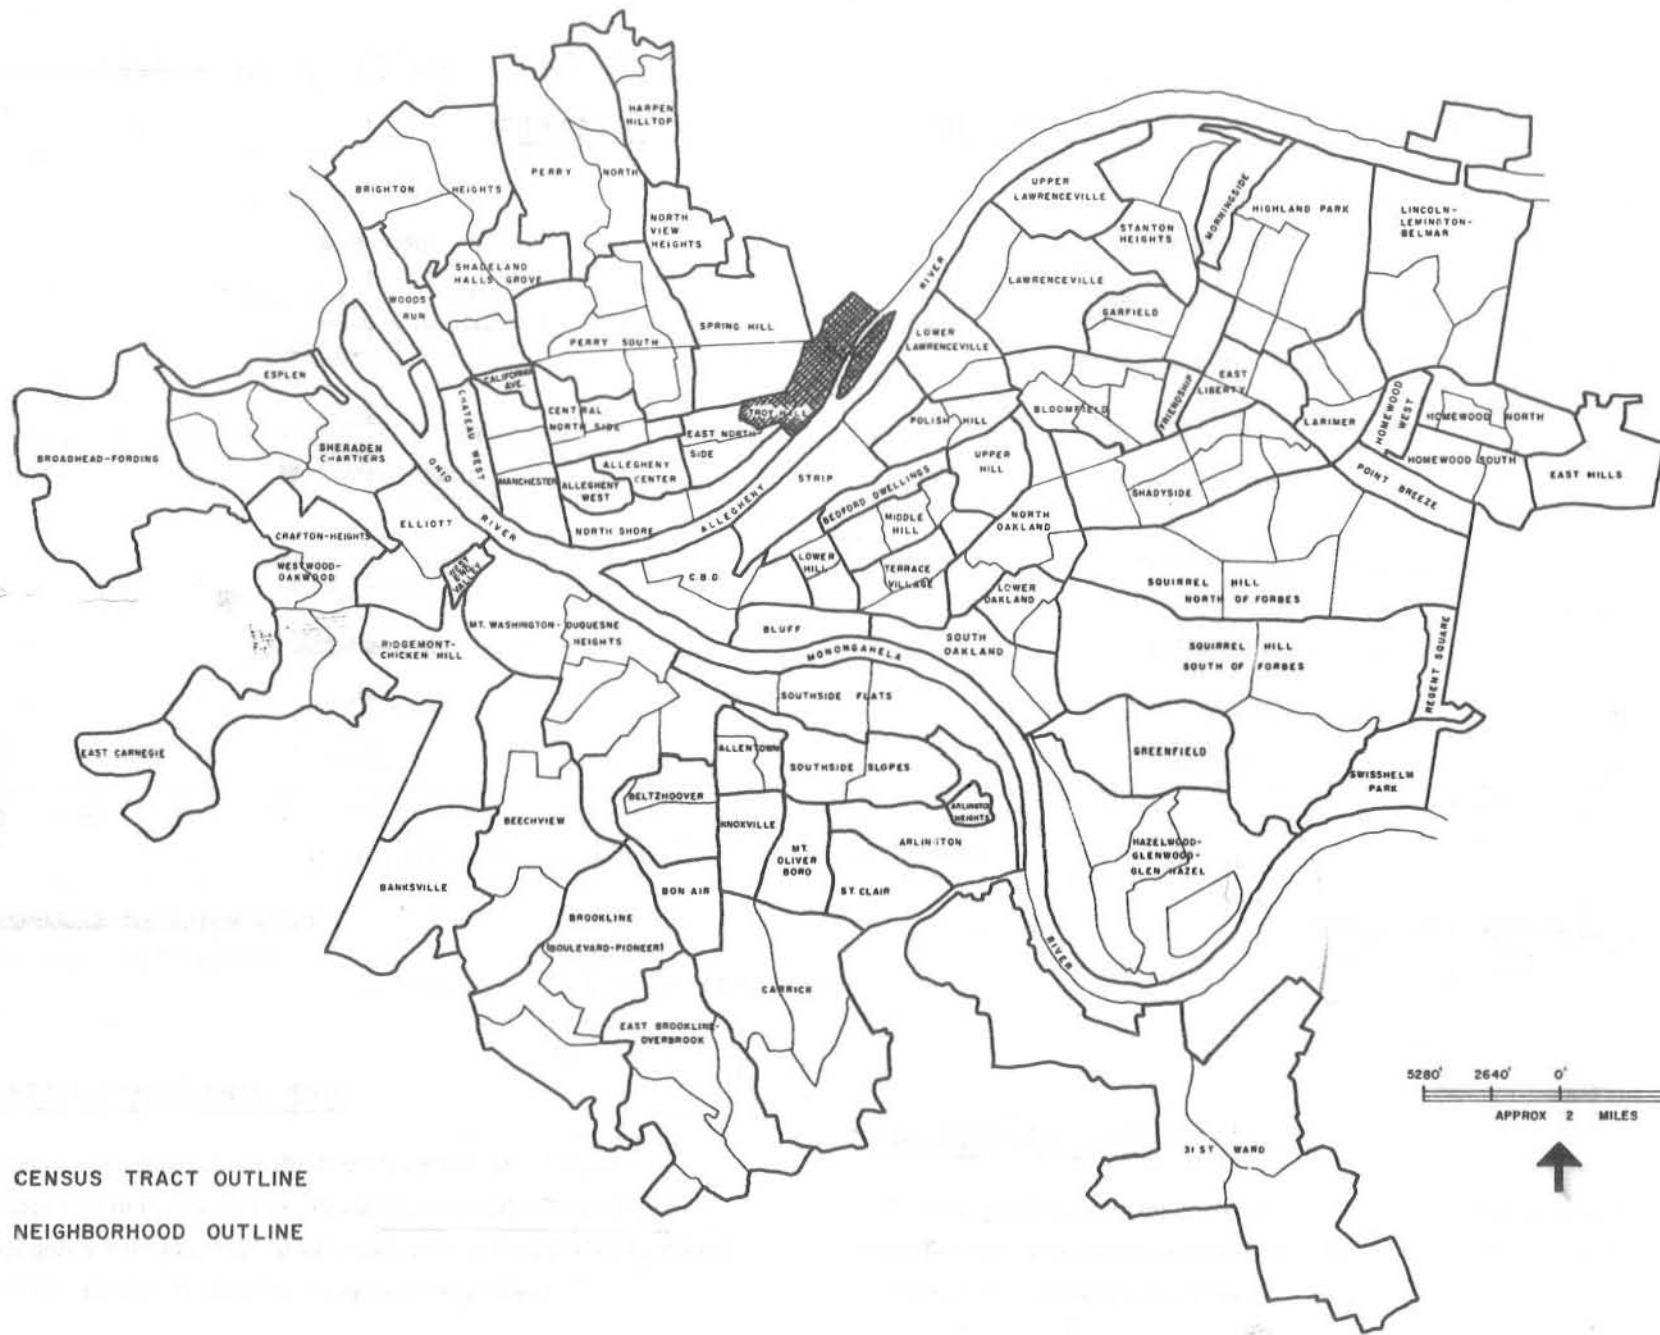 HARPEN
HILLTOP
PERRY NORTH
BRIGHTON HEIGHTS
NORTH
VIEW
HEIGHTS
SHADELAND
HALLS GROVE
WOODS
RUN
SPRING HILL
PERRY SOUTH
CALIFORNIA
AVE.
CHATEAU WEST
CENTRAL
NORTH SIDE
TROY HILL
EAST NORTH
SIDE
ALLEGHENY
CENTER
MANCHESTER
ALLEGHENY
WEST
NORTH SHORE
ALLEGHENY
RIVER
OHIO
RIVER
ESPLEN
BROADHEAD-FORDING
SHERADEN
CHARTIERS
ELLIOTT
CRAFTON-HEIGHTS
WESTWOOD-
OAKWOOD
WEST
END
VALLEY
RIDGEMONT-
CHICKEN HILL
MT. WASHINGTON-DUQUESNE
HEIGHTS
EAST CARNEGIE
BANKSVILLE
BEECHVIEW
BELTZHOOVER
ALLENTOWN
KNOXVILLE
BON AIR
BROOKLINE
(BOULEVARD-PIONEER)
EAST BROOKLINE-
OVERBROOK
CARRICK
MT.
OLIVER
BORO
ST. CLAIR
ARLINGTON
ARLINGTON
HEIGHTS
SOUTHSIDE SLOPES
SOUTHSIDE FLATS
MONONGAHELA
RIVER
BLUFF
C.B.D.
STRIP
POLISH HILL
BEDFORD DWELLINGS
UPPER
HILL
MIDDLE
HILL
LOWER
HILL
TERRACE
VILLAGE
NORTH
OAKLAND
LOWER
OAKLAND
SOUTH
OAKLAND
LOWER
LAWRENCEVILLE
LAWRENCEVILLE
UPPER
LAWRENCEVILLE
STANTON
HEIGHTS
MORNINGSIDE
HIGHLAND PARK
LINCOLN-
LEMINGTON-
BELMAR
GARFIELD
BLOOMFIELD
FRIENDSHIP
EAST
LIBERTY
LARIMER
HOMEWOOD
WEST
HOMEWOOD NORTH
HOMEWOOD SOUTH
EAST HILLS
POINT BREEZE
SHADYSIDE
SQUIRREL HILL
NORTH OF FORBES
SQUIRREL HILL
SOUTH OF FORBES
REGENT SQUARE
GREENFIELD
SWISSHELM
PARK
HAZELWOOD-
GLENWOOD-
GLEN HAZEL
31 ST WARD
5280' 2640' 0'
APPROX 2 MILES
CENSUS TRACT OUTLINE
NEIGHBORHOOD OUTLINE